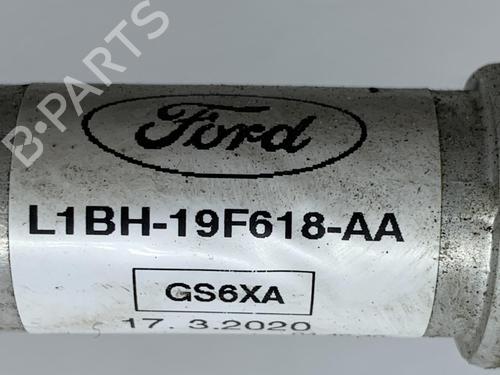 B-PARTS
Ford
L1BH-19F618-AA
GS6XA
17. 3.2020